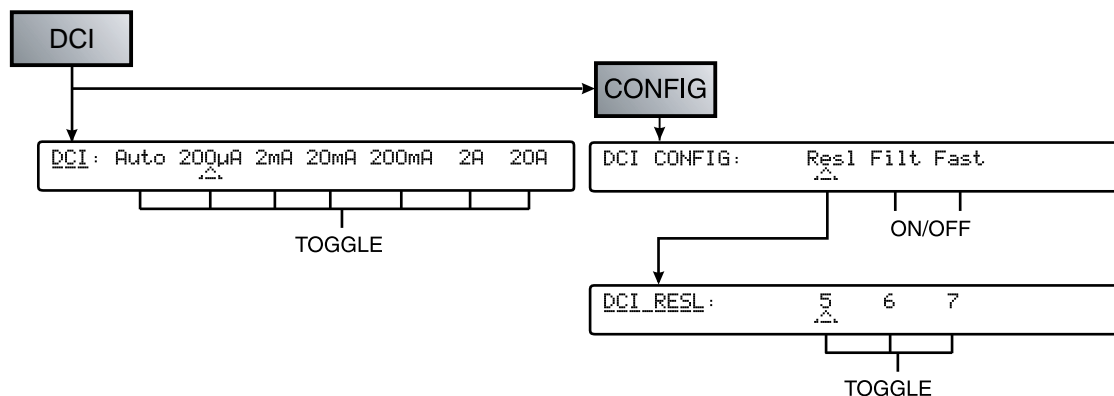 DCI
CONFIG
DCI: Auto 200µA 2mA 20mA 200mA 2A 20A
TOGGLE
DCI CONFIG: Resl Filt Fast
ON/OFF
DCI RESL: 5 6 7
TOGGLE